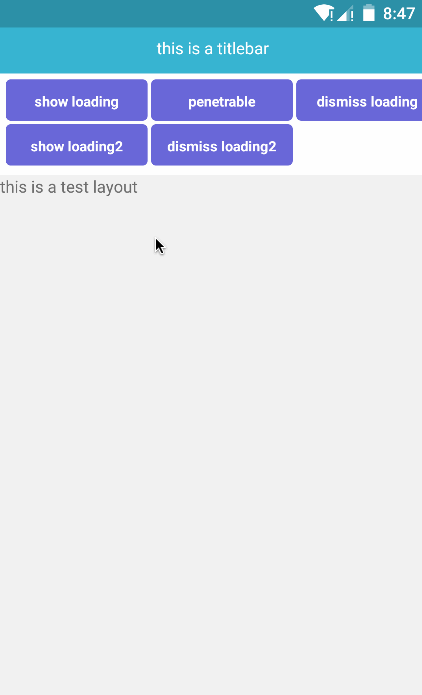 8:47
this is a titlebar
show loading penetrable dismiss loading
show loading2 dismiss loading2
this is a test layout